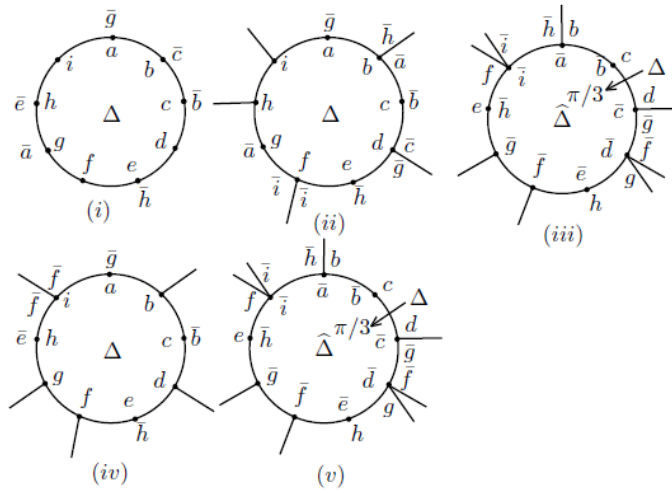 ḡ
a
i b c̄
ē h c b̄
Δ
ā g d
f e
h̄
(i)
ḡ
a
h̄
i b ā
h c b̄
Δ
ā g d c̄
f e ḡ
ī ī h̄
(ii)
h̄ b
ī
f ī ā b c
π/3 Δ
e h̄ Δ̂ c̄ d
ḡ
ḡ f̄ d̄ f̄
ē g
h
(iii)
f̄ ḡ
f̄ i a b
ē h c b̄
Δ
g d
f e
h̄
(iv)
h̄ b
ī
f ī ā b̄ c
Δ
e h̄ Δ̂ π/3 c̄ d
ḡ
ḡ d̄ f̄
f̄ ē g
h
(v)